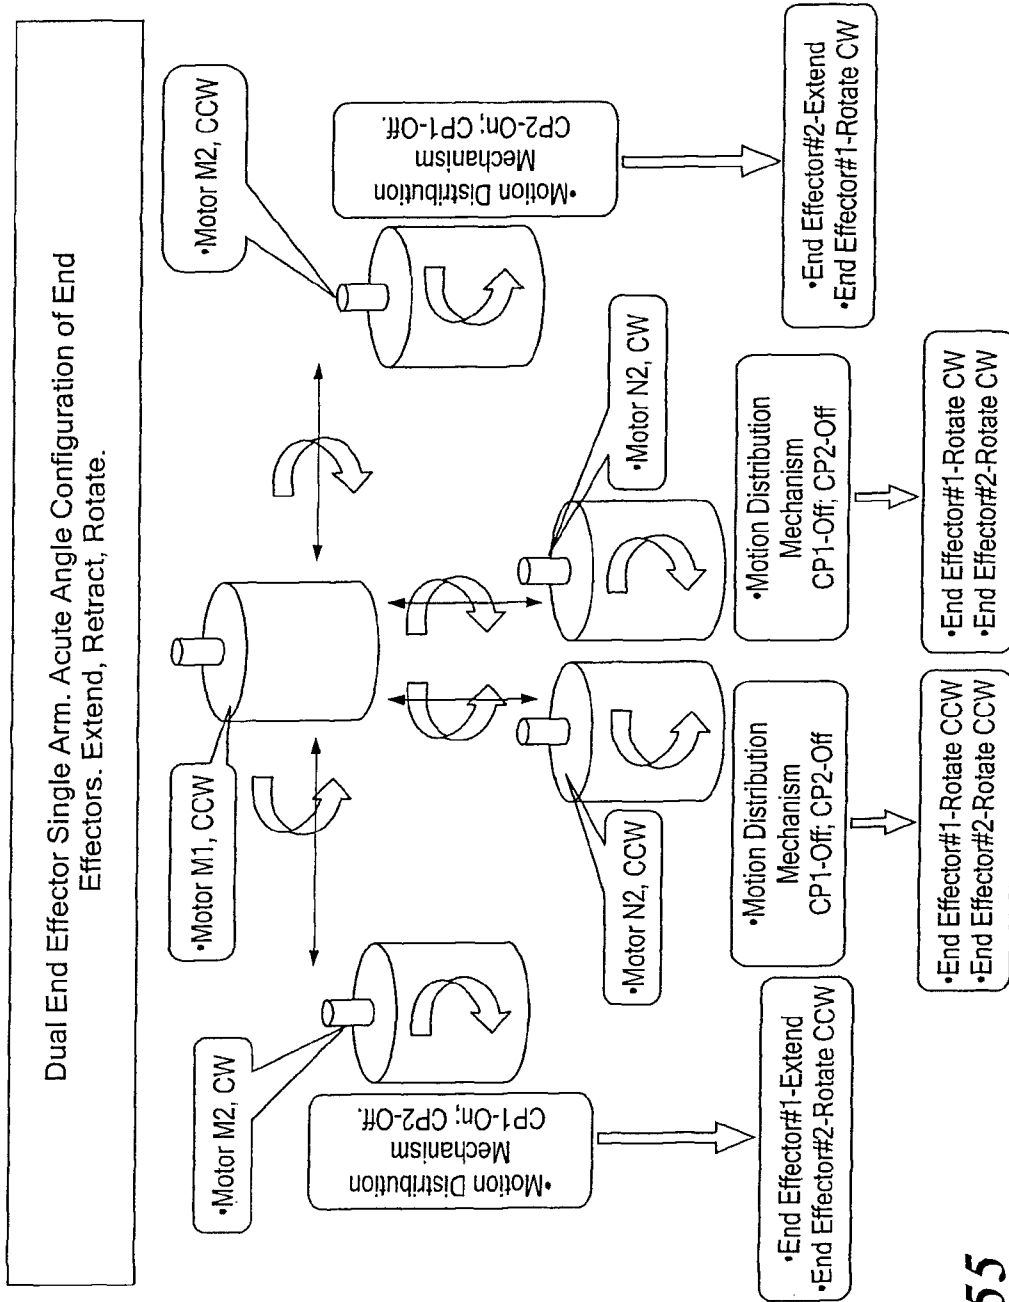 Dual End Effector Single Arm. Acute Angle Configuration of End
Effectors. Extend, Retract, Rotate.
•Motor M1, CCW
•Motor M2, CW
•Motor M2, CCW
•Motion Distribution
Mechanism
CP1-On; CP2-Off.
•Motion Distribution
Mechanism
CP2-On; CP1-Off.
•Motor N2, CCW
•Motor N2, CW
•Motion Distribution
Mechanism
CP1-Off; CP2-Off
•Motion Distribution
Mechanism
CP1-Off; CP2-Off
•End Effector#1-Extend
•End Effector#2-Rotate CCW
•End Effector#1-Rotate CCW
•End Effector#2-Rotate CCW
•End Effector#1-Rotate CW
•End Effector#2-Rotate CW
•End Effector#2-Extend
•End Effector#1-Rotate CW
55